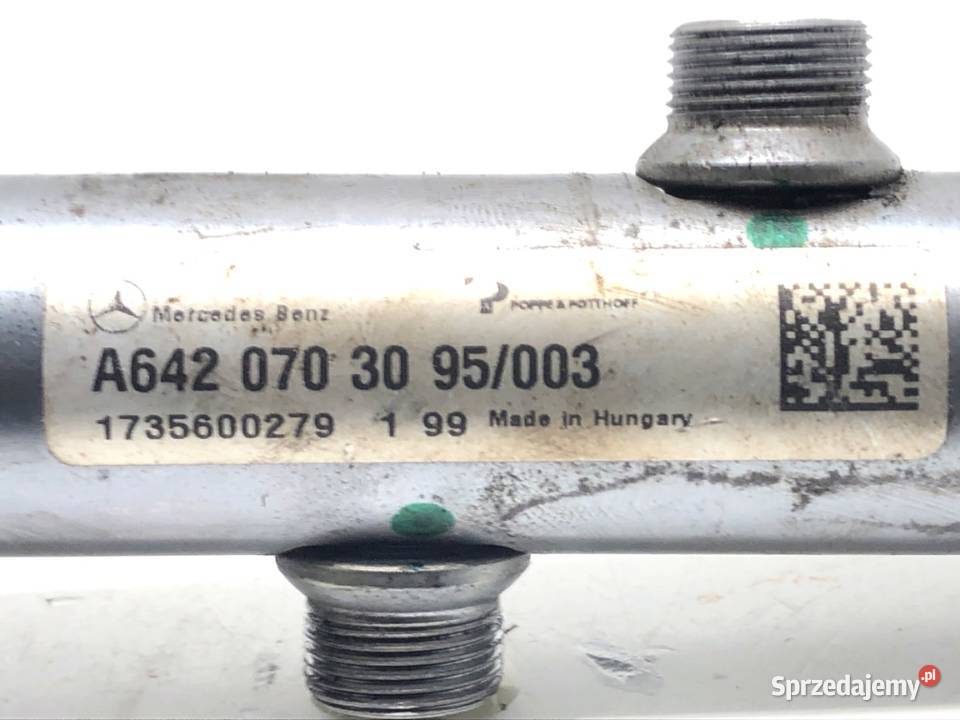 Mercedes Benz
POPPE & POTTHOFF
A642 070 30 95/003
1735600279 1 99 Made in Hungary
Sprzedajemy.pl